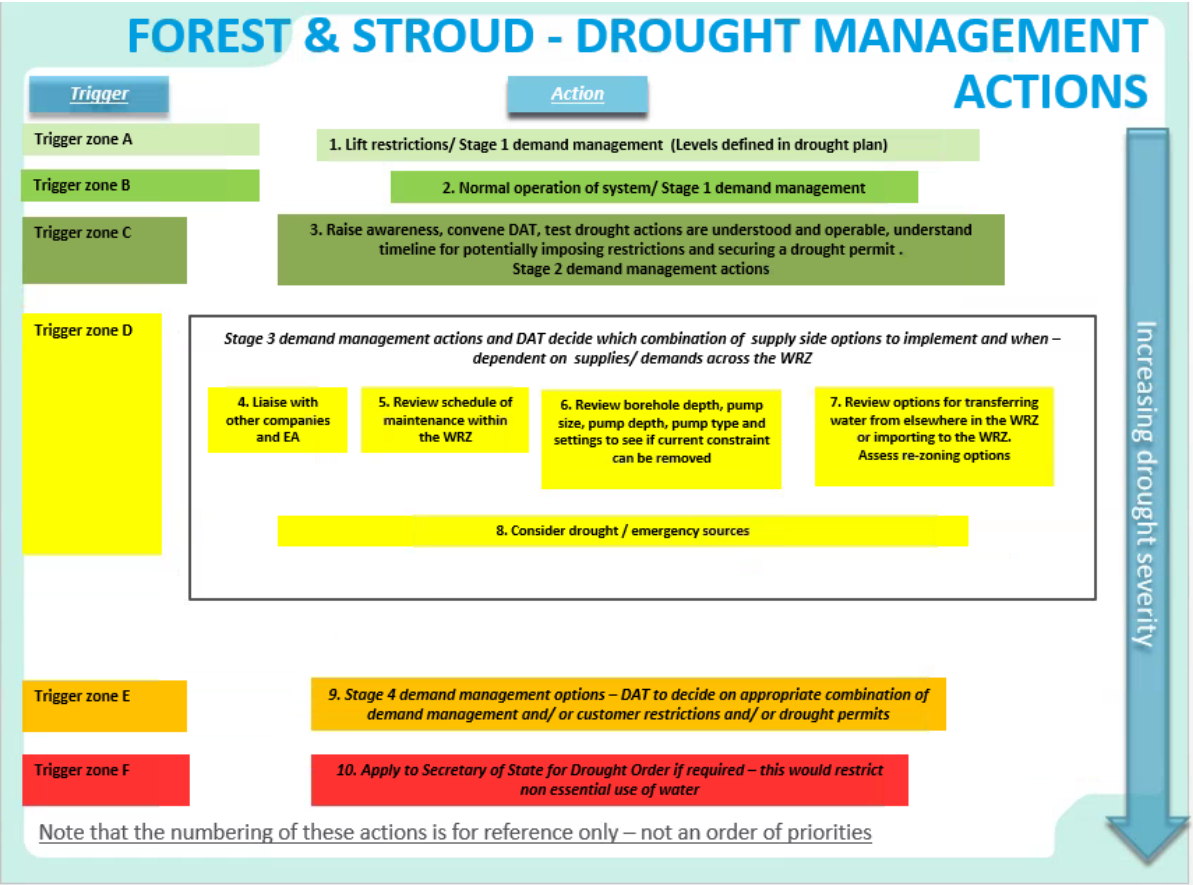 FOREST & STROUD - DROUGHT MANAGEMENT
ACTIONS
Trigger
Action
Trigger zone A
1. Lift restrictions/ Stage 1 demand management  (Levels defined in drought plan)
Trigger zone B
2. Normal operation of system/ Stage 1 demand management
Trigger zone C
3. Raise awareness, convene DAT, test drought actions are understood and operable, understand
timeline for potentially imposing restrictions and securing a drought permit .
Stage 2 demand management actions
Trigger zone D
Stage 3 demand management actions and DAT decide which combination of  supply side options to implement and when –
dependent on  supplies/ demands across the WRZ
4. Liaise with
other companies
and EA
5. Review schedule of
maintenance within
the WRZ
6. Review borehole depth, pump
size, pump depth, pump type and
settings to see if current constraint
can be removed
7. Review options for transferring
water from elsewhere in the WRZ
or importing to the WRZ.
Assess re-zoning options
8. Consider drought / emergency sources
Trigger zone E
9. Stage 4 demand management options – DAT to decide on appropriate combination of
demand management and/ or customer restrictions and/ or drought permits
Trigger zone F
10. Apply to Secretary of State for Drought Order if required – this would restrict
non essential use of water
Increasing drought severity
Note that the numbering of these actions is for reference only – not an order of priorities